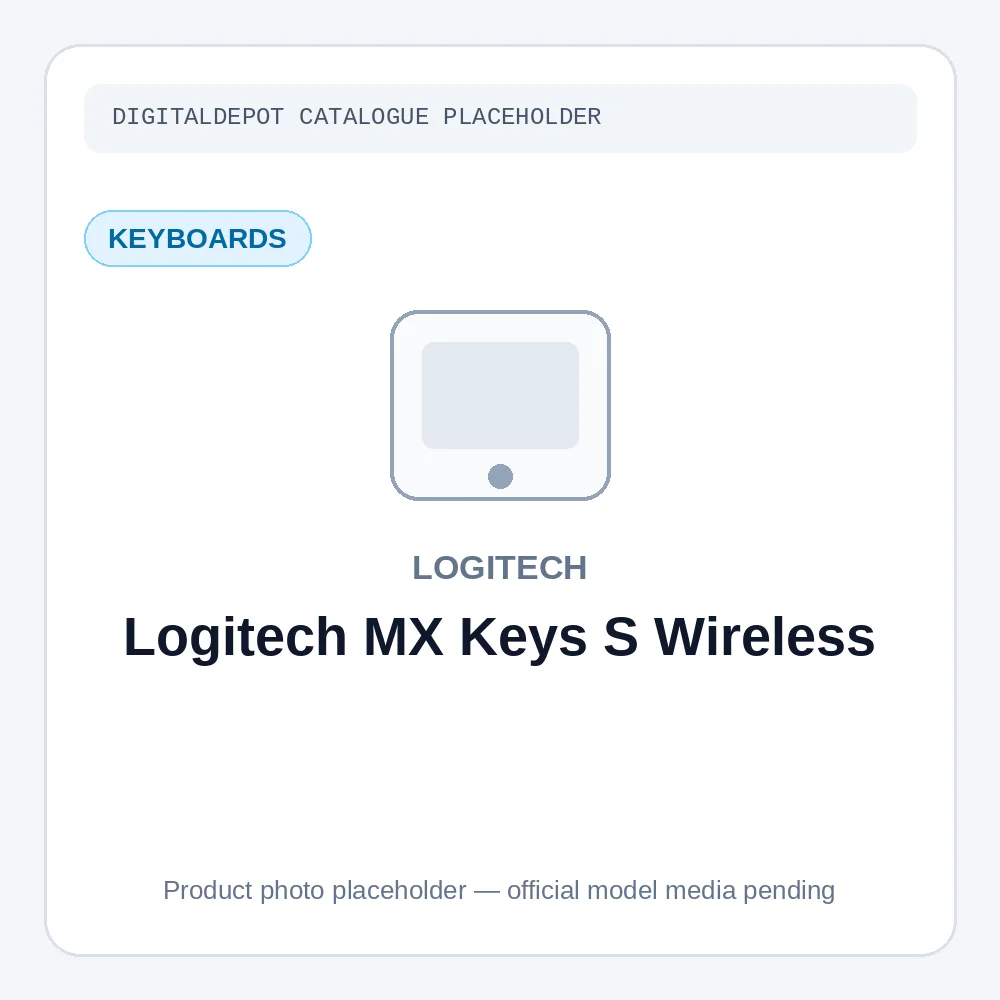 DIGITALDEPOT CATALOGUE PLACEHOLDER
KEYBOARDS
LOGITECH
Logitech MX Keys S Wireless
Product photo placeholder — official model media pending